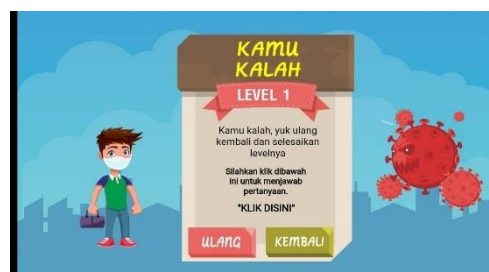 KAMU
KALAH
LEVEL 1
Kamu kalah, yuk ulang
kembali dan selesaikan
levelnya
Silahkan klik dibawah
ini untuk menjawab
pertanyaan.
"KLIK DISINI"
ULANG
KEMBALI